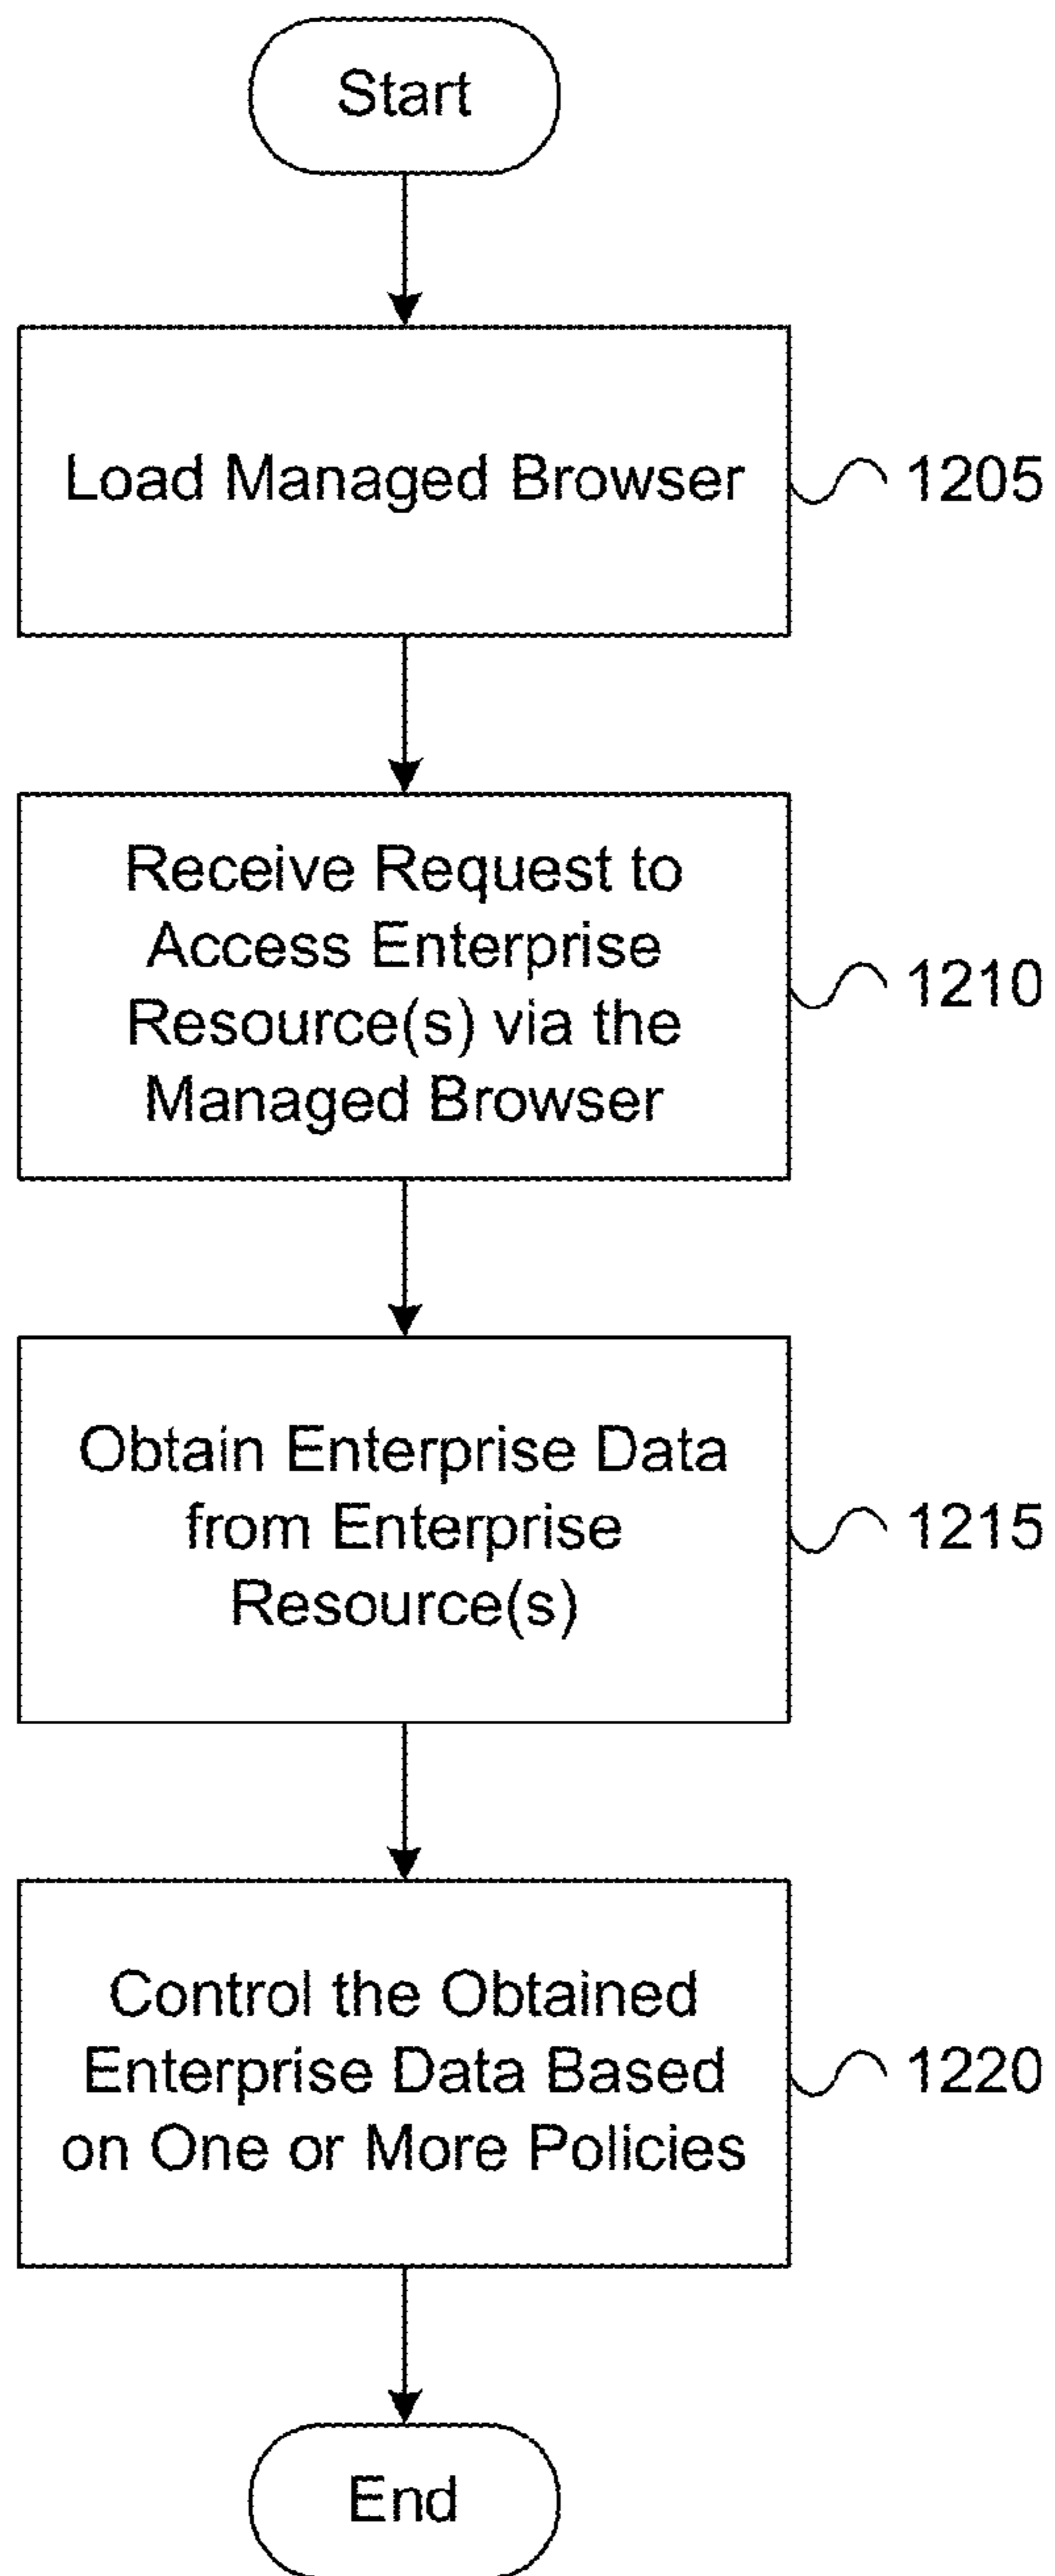 Start
Load Managed Browser
1205
Receive Request to
Access Enterprise
Resource(s) via the
Managed Browser
1210
Obtain Enterprise Data
from Enterprise
Resource(s)
1215
Control the Obtained
Enterprise Data Based
on One or More Policies
1220
End